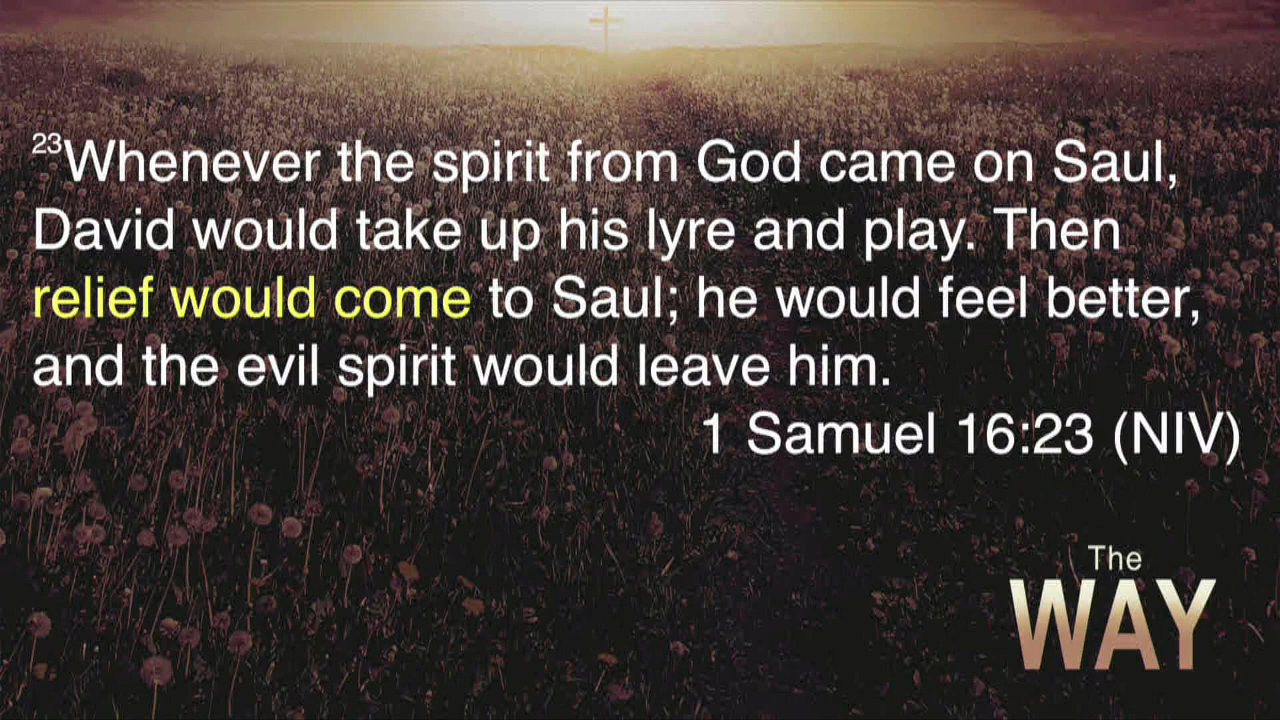 23Whenever the spirit from God came on Saul,
David would take up his lyre and play. Then
relief would come to Saul; he would feel better,
and the evil spirit would leave him.
1 Samuel 16:23 (NIV)
The
WAY